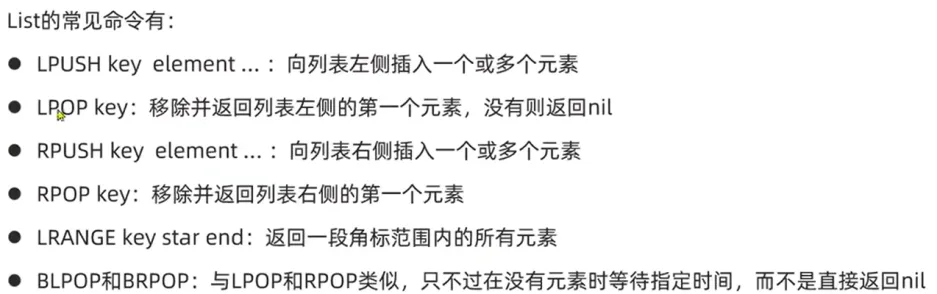 List的常见命令有：
● LPUSH key element ... ：向列表左侧插入一个或多个元素
● LPOP key：移除并返回列表左侧的第一个元素，没有则返回nil
● RPUSH key element ... ：向列表右侧插入一个或多个元素
● RPOP key：移除并返回列表右侧的第一个元素
● LRANGE key star end：返回一段角标范围内的所有元素
● BLPOP和BRPOP：与LPOP和RPOP类似，只不过在没有元素时等待指定时间，而不是直接返回nil